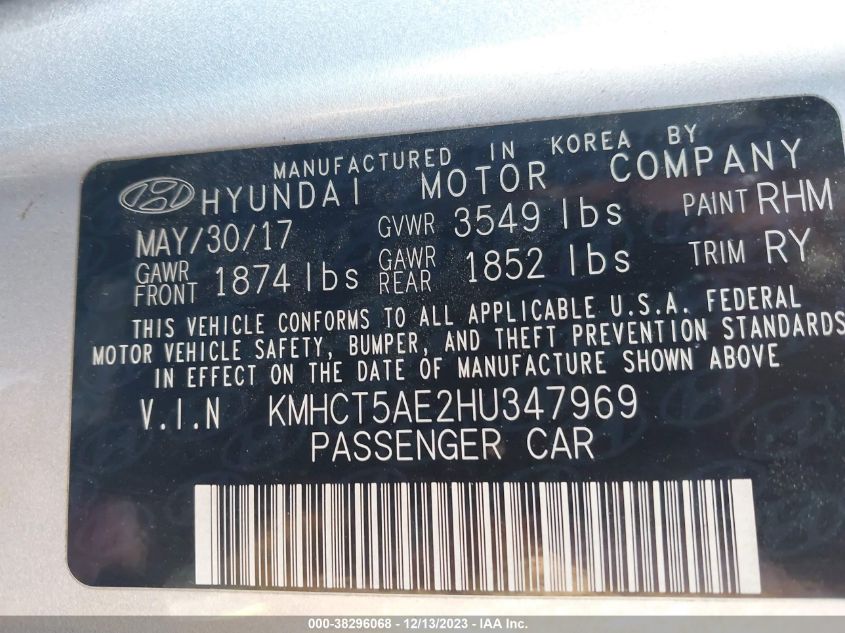 MANUFACTURED IN KOREA BY
HYUNDAI MOTOR COMPANY
MAY/30/17 GVWR 3549 lbs PAINT RHM
GAWR FRONT 1874 lbs GAWR REAR 1852 lbs TRIM RY
THIS VEHICLE CONFORMS TO ALL APPLICABLE U.S.A. FEDERAL
MOTOR VEHICLE SAFETY, BUMPER, AND THEFT PREVENTION STANDARDS
IN EFFECT ON THE DATE OF MANUFACTURE SHOWN ABOVE
V.I.N KMHCT5AE2HU347969
PASSENGER CAR
000-38296068 - 12/13/2023 - IAA Inc.